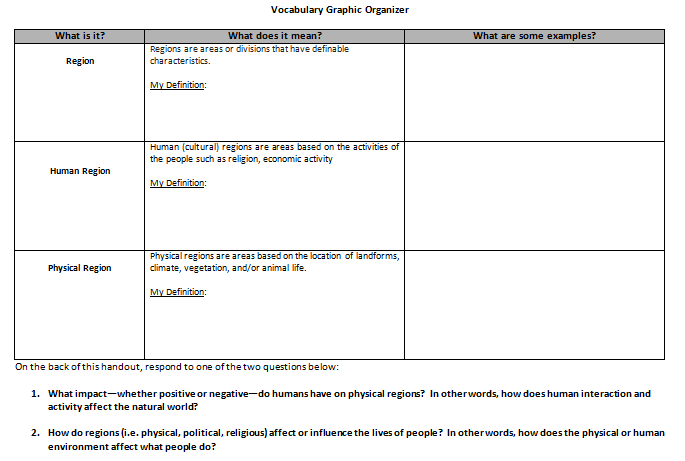 Vocabulary Graphic Organizer
What is it?
What does it mean?
What are some examples?
Region
Regions are areas or divisions that have definable
characteristics.
My Definition:
Human Region
Human (cultural) regions are areas based on the activities of
the people such as religion, economic activity
My Definition:
Physical Region
Physical regions are areas based on the location of landforms,
climate, vegetation, and/or animal life.
My Definition:
On the back of this handout, respond to one of the two questions below:
1. What impact—whether positive or negative—do humans have on physical regions? In other words, how does human interaction and
activity affect the natural world?
2. How do regions (i.e. physical, political, religious) affect or influence the lives of people? In other words, how does the physical or human
environment affect what people do?